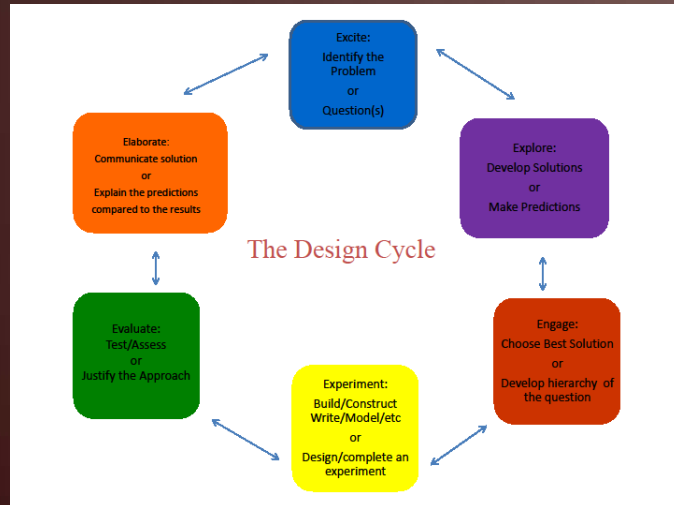 Excite:
Identify the
Problem
or
Question(s)
Elaborate:
Communicate solution
or
Explain the predictions
compared to the results
Explore:
Develop Solutions
or
Make Predictions
The Design Cycle
Evaluate:
Test/Assess
or
Justify the Approach
Engage:
Choose Best Solution
or
Develop hierarchy of
the question
Experiment:
Build/Construct
Write/Model/etc
or
Design/complete an
experiment